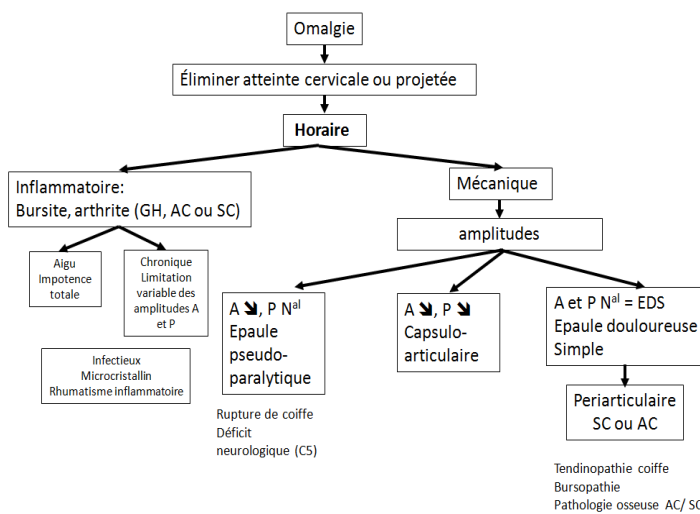 Omalgie
Éliminer atteinte cervicale ou projetée
Horaire
Inflammatoire:
Bursite, arthrite (GH, AC ou SC)
Mécanique
amplitudes
Aigu
Impotence
totale
Chronique
Limitation
variable des
amplitudes A
et P
Infectieux
Microcristallin
Rhumatisme inflammatoire
A ➘, P Nᵃˡ
Epaule
pseudo-
paralytique
Rupture de coiffe
Déficit
neurologique (C5)
A ➘, P ➘
Capsulo-
articulaire
A et P Nᵃˡ = EDS
Epaule douloureuse
Simple
Periarticulaire
SC ou AC
Tendinopathie coiffe
Bursopathie
Pathologie osseuse AC/ SC